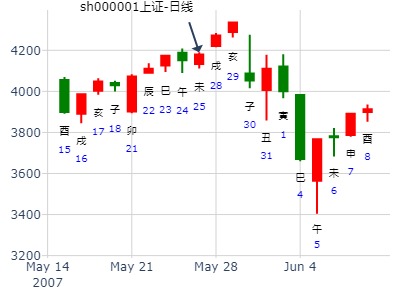 sh000001上证-日线
4200
4000
3800
3600
3400
3200
酉
15
戌
16
亥
17
子
18
卯
21
辰
22
巳
23
午
24
未
25
戌
28
亥
29
子
30
丑
31
寅
1
巳
4
午
5
未
6
申
7
酉
8
May 14
2007
May 21
May 28
Jun 4